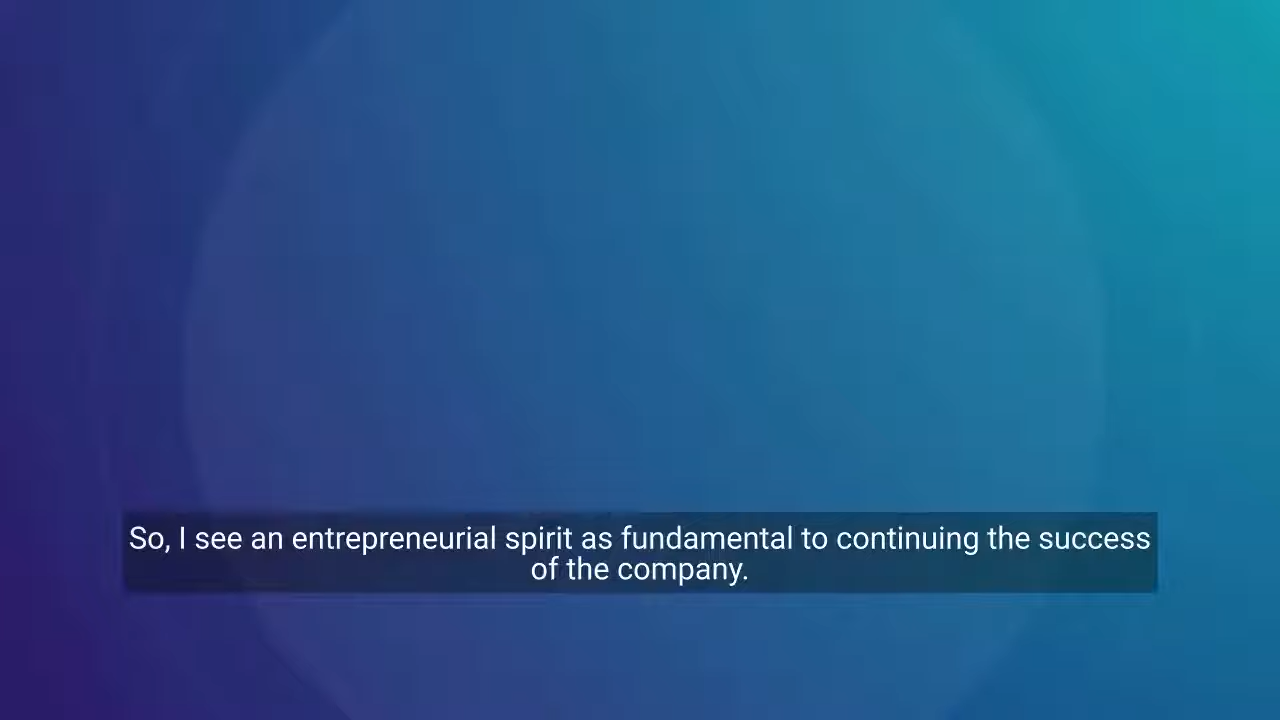 So, I see an entrepreneurial spirit as fundamental to continuing the success
of the company.